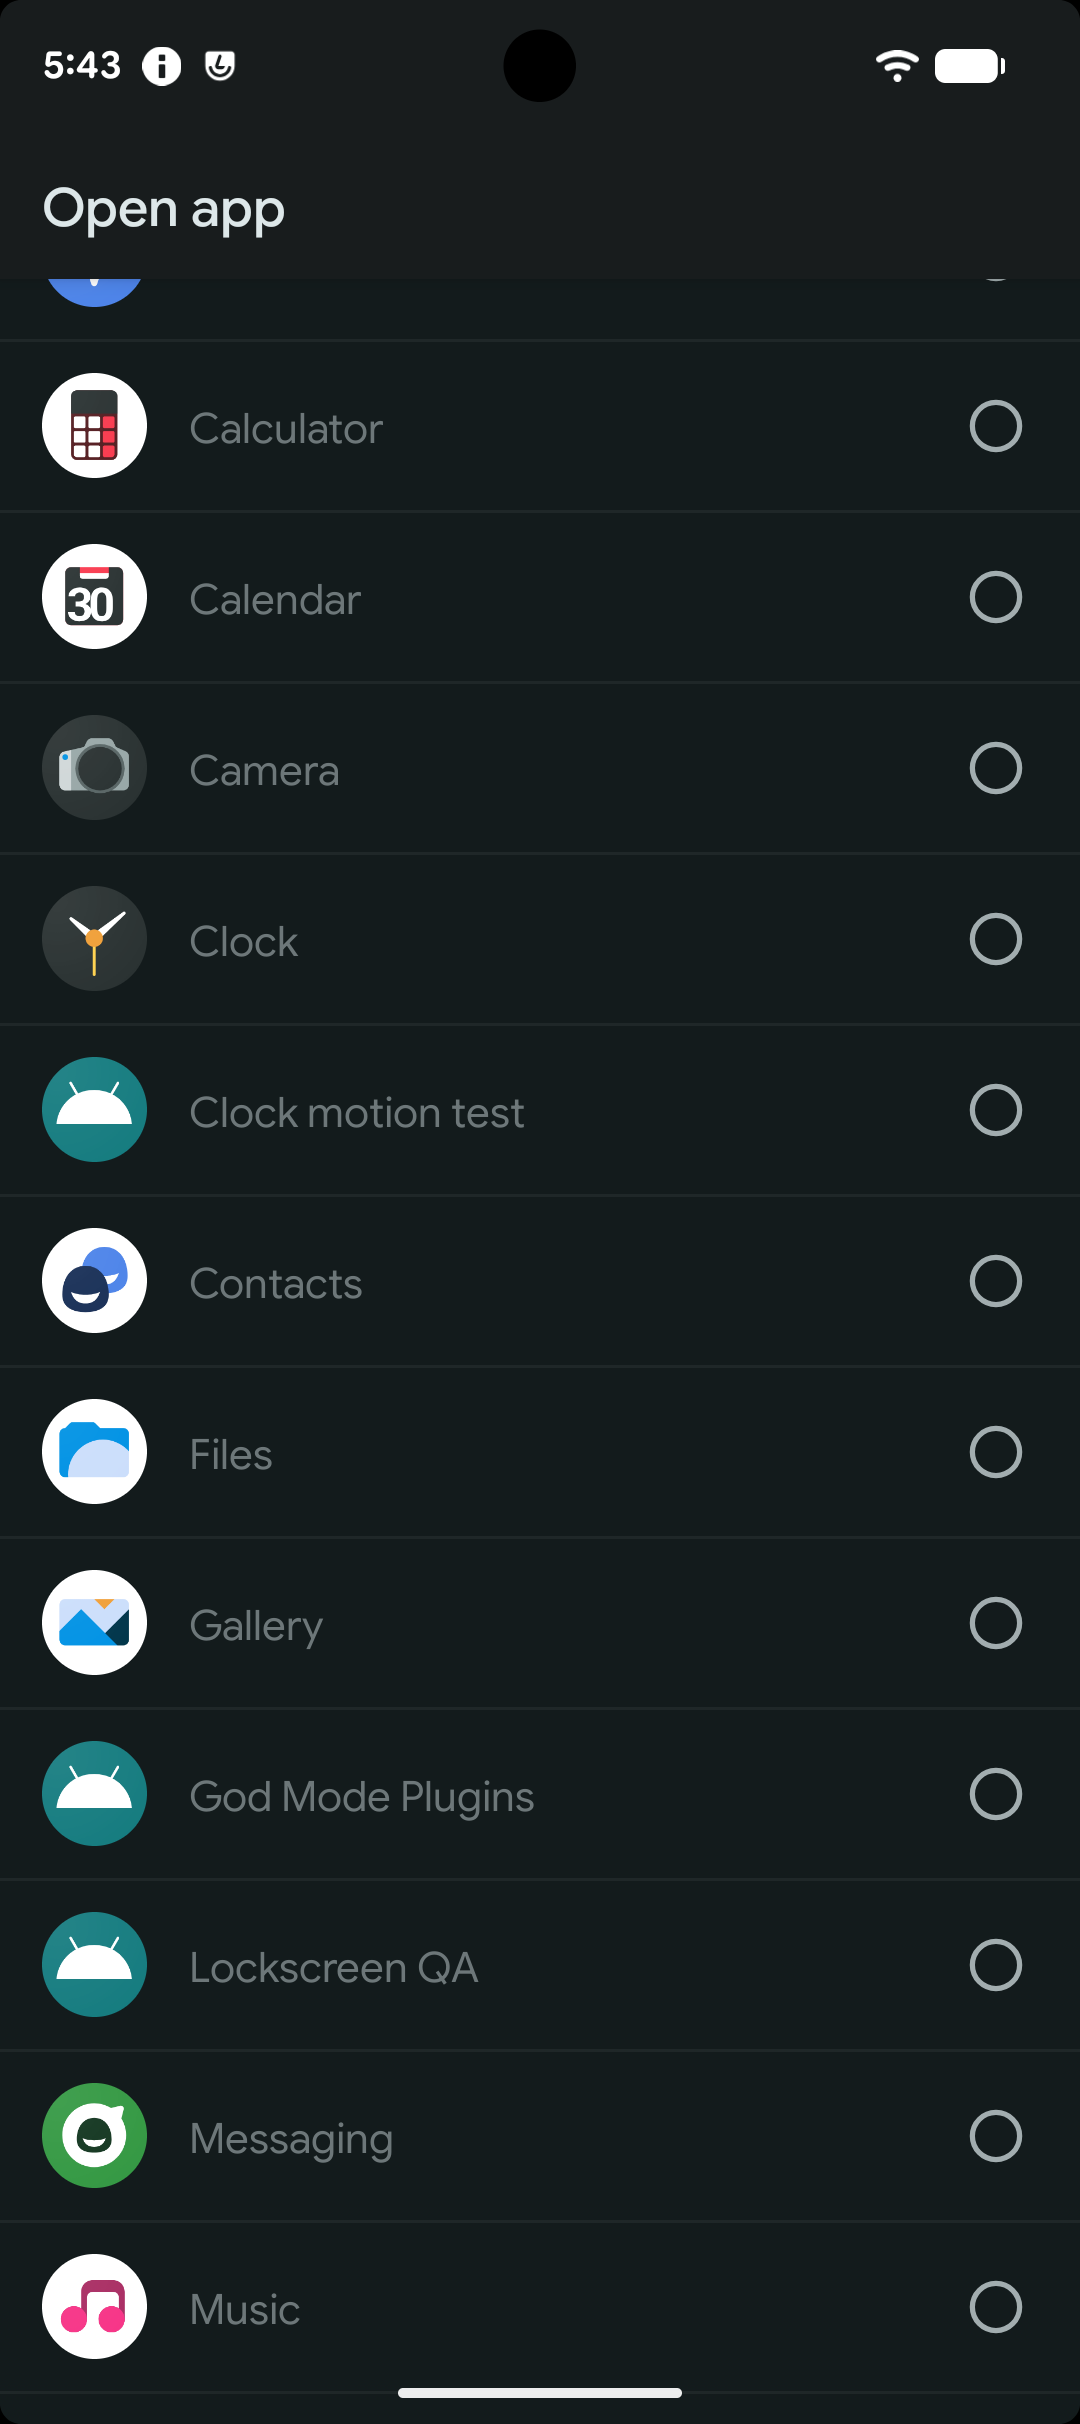 5:43
Open app
Calculator
30
Calendar
Camera
Clock
Clock motion test
Contacts
Files
Gallery
God Mode Plugins
Lockscreen QA
Messaging
Music